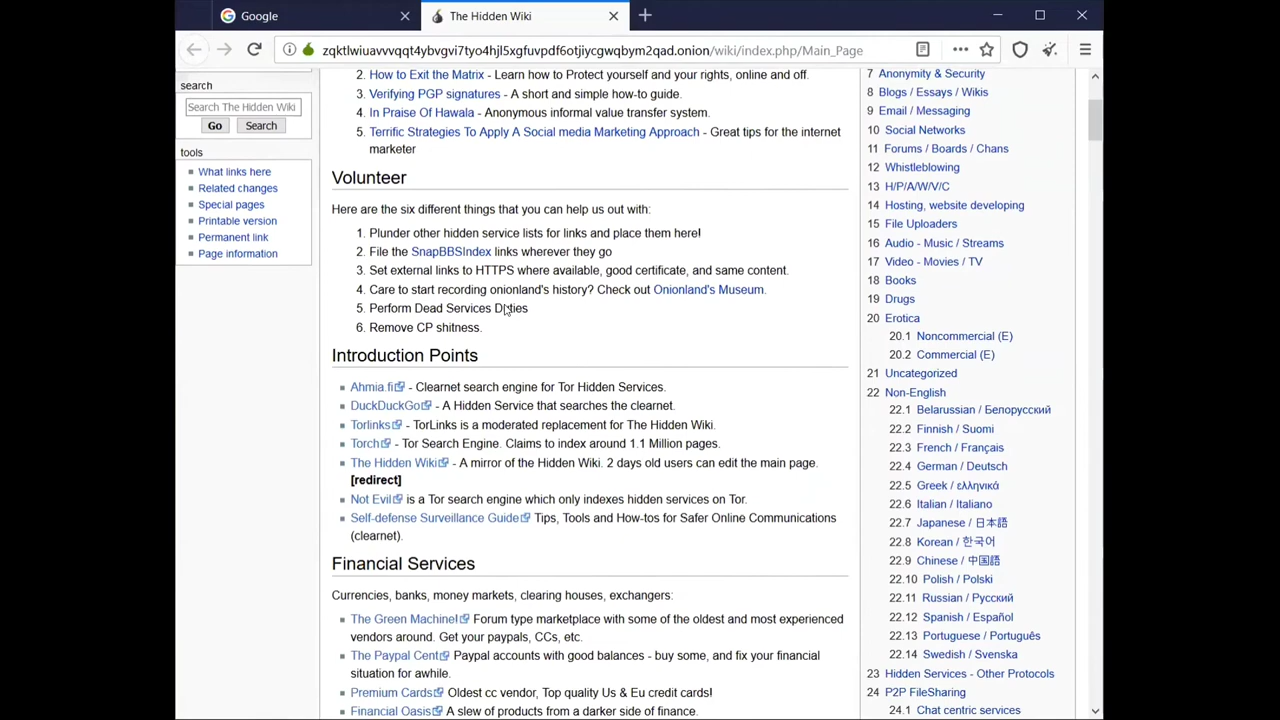 Google
The Hidden Wiki
zqktlwiuavvvqqt4ybvgvi7tyo4hjl5xgfuvpdf6otjiycgwqbym2qad.onion/wiki/index.php/Main_Page
search
Search The Hidden Wiki
Go Search
tools
What links here
Related changes
Special pages
Printable version
Permanent link
Page information
2. How to Exit the Matrix - Learn how to Protect yourself and your rights, online and off.
3. Verifying PGP signatures - A short and simple how-to guide.
4. In Praise Of Hawala - Anonymous informal value transfer system.
5. Terrific Strategies To Apply A Social media Marketing Approach - Great tips for the internet
marketer
Volunteer
Here are the six different things that you can help us out with:
1. Plunder other hidden service lists for links and place them here!
2. File the SnapBBSIndex links wherever they go
3. Set external links to HTTPS where available, good certificate, and same content.
4. Care to start recording onionland's history? Check out Onionland's Museum.
5. Perform Dead Services Duties
6. Remove CP shitness.
Introduction Points
Ahmia.fi - Clearnet search engine for Tor Hidden Services.
DuckDuckGo - A Hidden Service that searches the clearnet.
Torlinks - TorLinks is a moderated replacement for The Hidden Wiki.
Torch - Tor Search Engine. Claims to index around 1.1 Million pages.
The Hidden Wiki - A mirror of the Hidden Wiki. 2 days old users can edit the main page.
[redirect]
Not Evil is a Tor search engine which only indexes hidden services on Tor.
Self-defense Surveillance Guide Tips, Tools and How-tos for Safer Online Communications
(clearnet).
Financial Services
Currencies, banks, money markets, clearing houses, exchangers:
The Green Machine! Forum type marketplace with some of the oldest and most experienced
vendors around. Get your paypals, CCs, etc.
The Paypal Cent Paypal accounts with good balances - buy some, and fix your financial
situation for awhile.
Premium Cards Oldest cc vendor, Top quality Us & Eu credit cards!
Financial Oasis A slew of products from a darker side of finance.
7 Anonymity & Security
8 Blogs / Essays / Wikis
9 Email / Messaging
10 Social Networks
11 Forums / Boards / Chans
12 Whistleblowing
13 H/P/A/W/V/C
14 Hosting, website developing
15 File Uploaders
16 Audio - Music / Streams
17 Video - Movies / TV
18 Books
19 Drugs
20 Erotica
20.1 Noncommercial (E)
20.2 Commercial (E)
21 Uncategorized
22 Non-English
22.1 Belarussian / Белорусский
22.2 Finnish / Suomi
22.3 French / Français
22.4 German / Deutsch
22.5 Greek / ελληνικά
22.6 Italian / Italiano
22.7 Japanese / 日本語
22.8 Korean / 한국어
22.9 Chinese / 中国語
22.10 Polish / Polski
22.11 Russian / Русский
22.12 Spanish / Español
22.13 Portuguese / Português
22.14 Swedish / Svenska
23 Hidden Services - Other Protocols
24 P2P FileSharing
24.1 Chat centric services